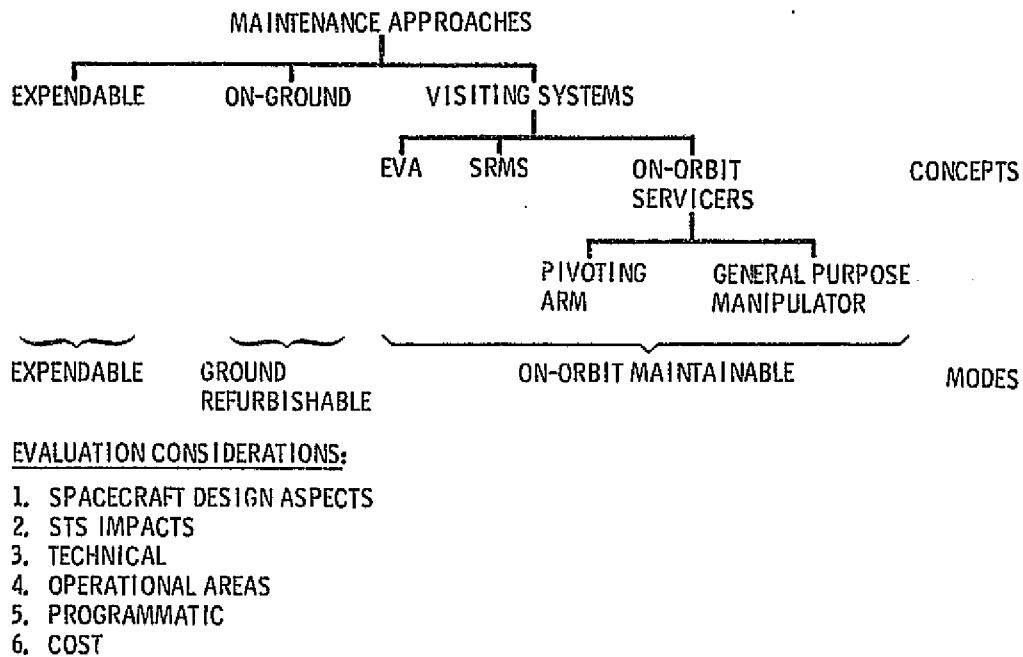 MAINTENANCE APPROACHES
EXPENDABLE ON-GROUND VISITING SYSTEMS
EVA SRMS ON-ORBIT SERVICERS CONCEPTS
PIVOTING ARM GENERAL PURPOSE MANIPULATOR
EXPENDABLE GROUND REFURBISHABLE ON-ORBIT MAINTAINABLE MODES
EVALUATION CONSIDERATIONS:
1. SPACECRAFT DESIGN ASPECTS
2. STS IMPACTS
3. TECHNICAL
4. OPERATIONAL AREAS
5. PROGRAMMATIC
6. COST